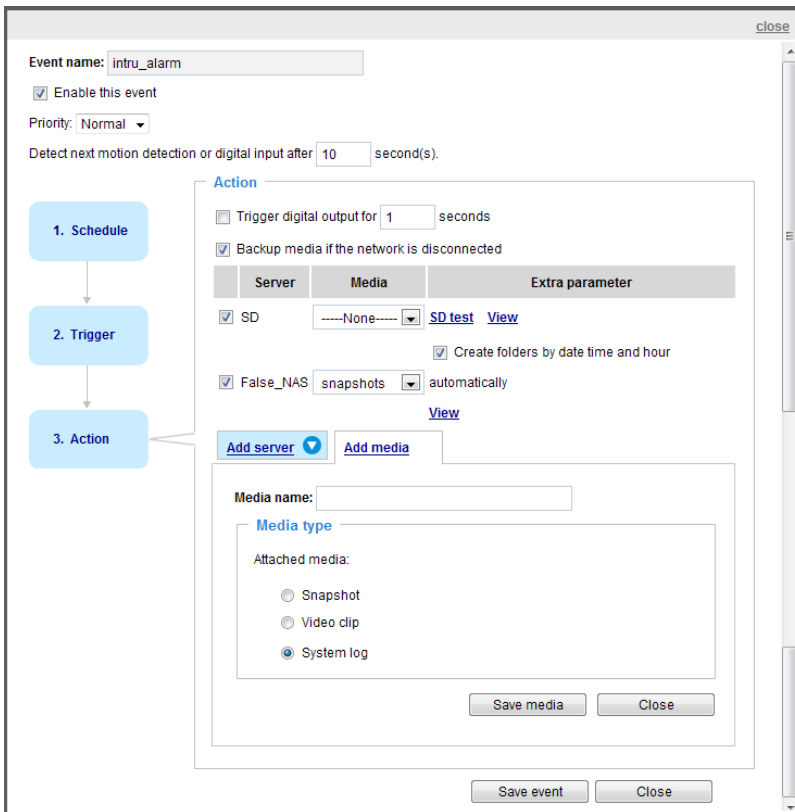 close
Event name: intru_alarm
Enable this event
Priority: Normal
Detect next motion detection or digital input after 10 second(s).
1. Schedule
2. Trigger
3. Action
Action
Trigger digital output for 1 seconds
Backup media if the network is disconnected
Server Media Extra parameter
SD -----None----- SD test View
Create folders by date time and hour
False_NAS snapshots automatically
View
Add server Add media
Media name:
Media type
Attached media:
Snapshot
Video clip
System log
Save media Close
Save event Close